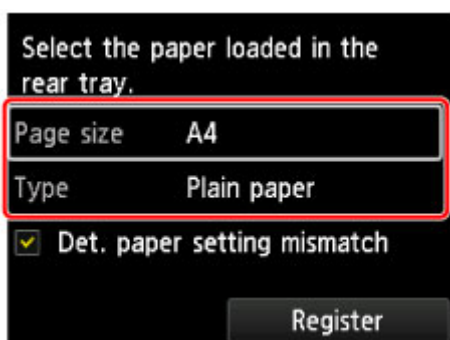 Select the paper loaded in the
rear tray.
Page size A4
Type Plain paper
Det. paper setting mismatch
Register